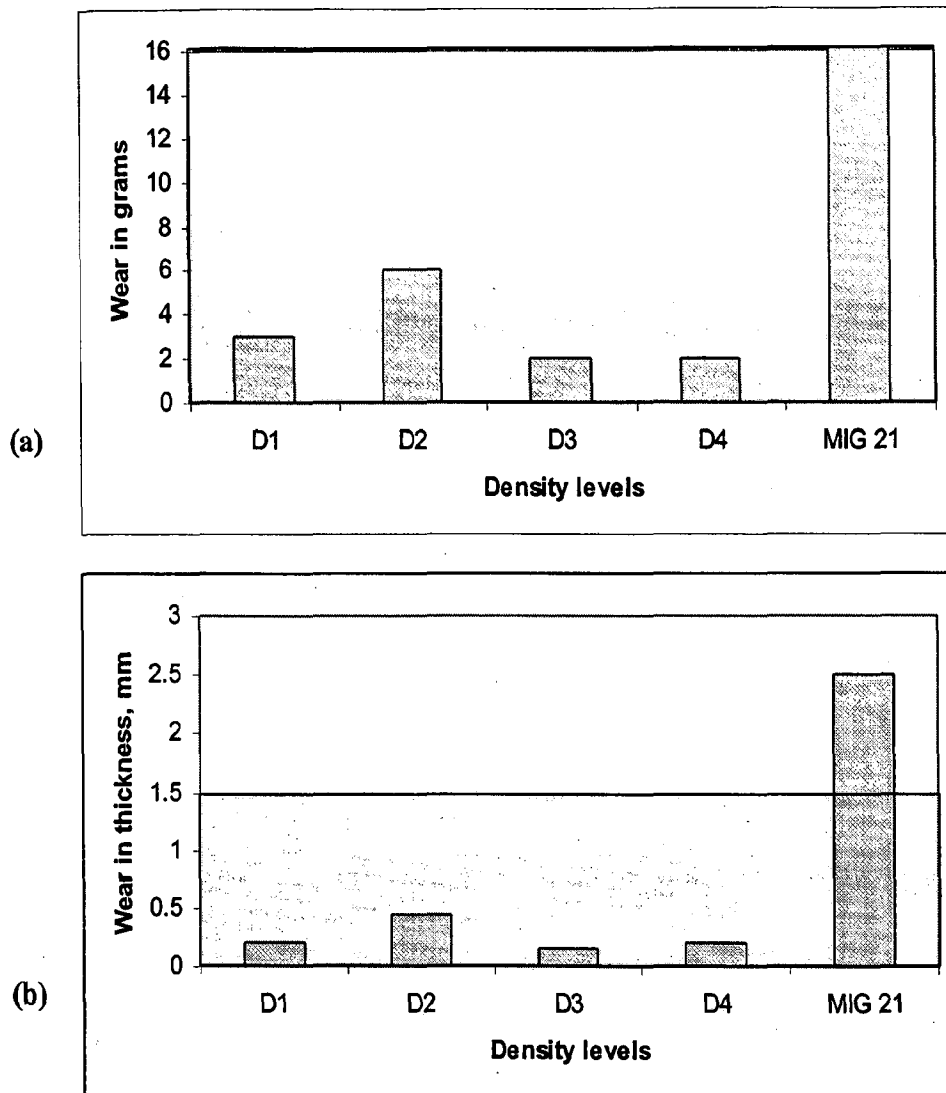 16
14
12
10
8
6
4
2
0
Wear in grams
D1 D2 D3 D4 MIG 21
Density levels
(a)
3
2.5
2
1.5
1
0.5
0
Wear in thickness, mm
D1 D2 D3 D4 MIG 21
Density levels
(b)